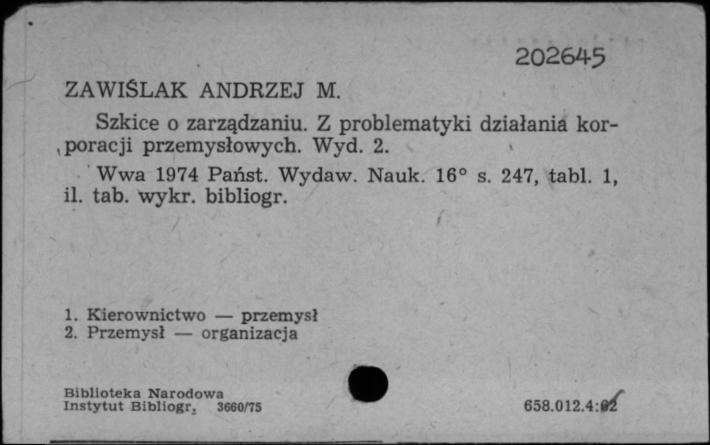 202645
ZAWIŚLAK ANDRZEJ M.
Szkice o zarządzaniu. Z problematyki działania kor-
poracji przemysłowych. Wyd. 2.
Wwa 1974 Państ. Wydaw. Nauk. 16° s. 247, tabl. 1,
il. tab. wykr. bibliogr.
1. Kierownictwo — przemysł
2. Przemysł — organizacja
Biblioteka Narodowa
Instytut Bibliogr. 3660/75
658.012.4:62